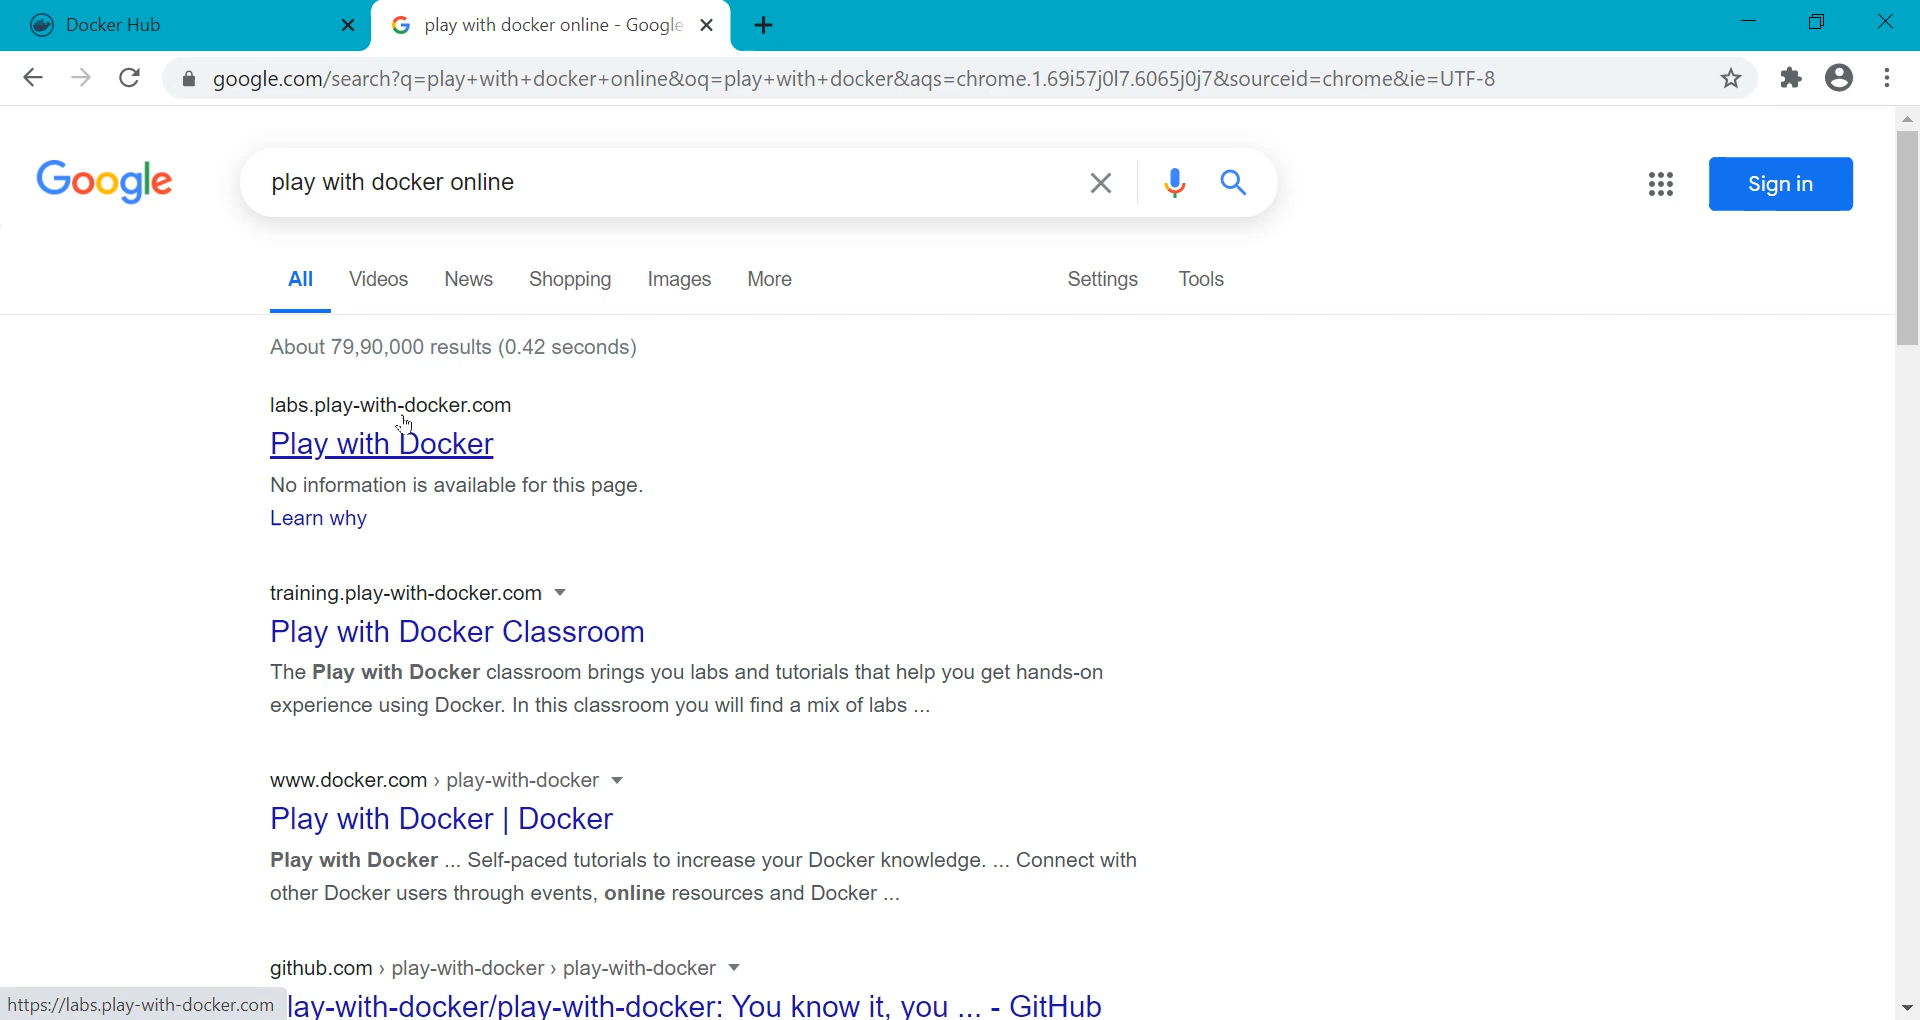 Docker Hub
play with docker online - Google
google.com/search?q=play+with+docker+online&oq=play+with+docker&aqs=chrome.1.69i57j0l7.6065j0j7&sourceid=chrome&ie=UTF-8
Google
play with docker online
Sign in
All Videos News Shopping Images More Settings Tools
About 79,90,000 results (0.42 seconds)
labs.play-with-docker.com
Play with Docker
No information is available for this page.
Learn why
training.play-with-docker.com
Play with Docker Classroom
The Play with Docker classroom brings you labs and tutorials that help you get hands-on
experience using Docker. In this classroom you will find a mix of labs ...
www.docker.com › play-with-docker
Play with Docker | Docker
Play with Docker ... Self-paced tutorials to increase your Docker knowledge. ... Connect with
other Docker users through events, online resources and Docker ...
github.com › play-with-docker › play-with-docker
lay-with-docker/play-with-docker: You know it, you ... - GitHub
https://labs.play-with-docker.com